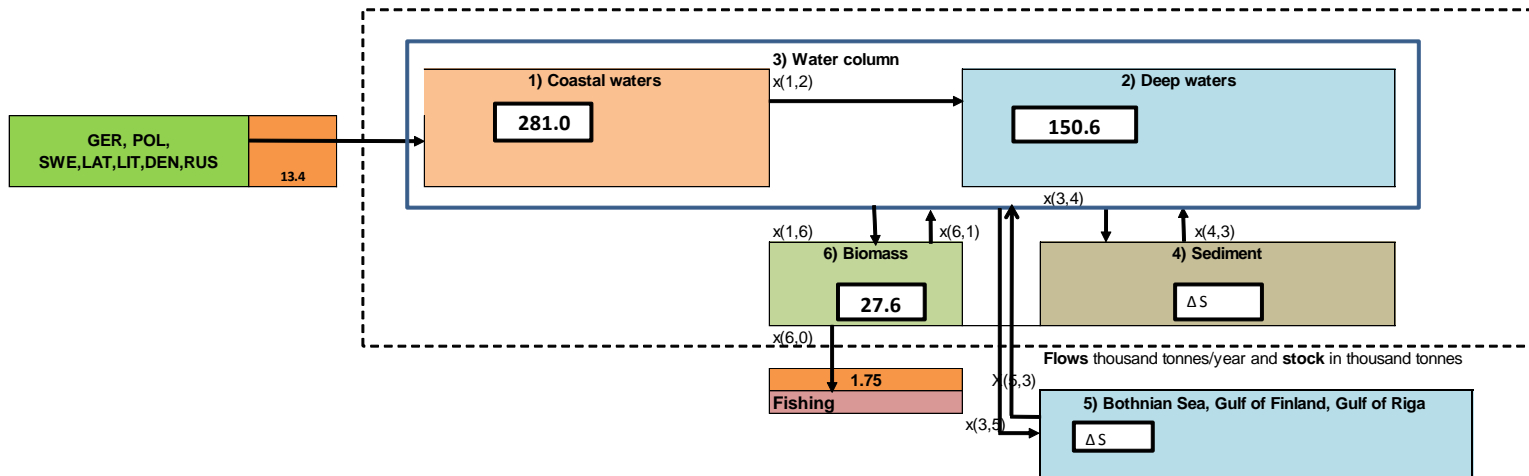 3) Water column
1) Coastal waters
x(1,2)
2) Deep waters
281.0
150.6
GER, POL,
SWE,LAT,LIT,DEN,RUS
13.4
x(3,4)
x(1,6)
x(6,1)
x(4,3)
6) Biomass
4) Sediment
27.6
Δ S
x(6,0)
Flows thousand tonnes/year and stock in thousand tonnes
1.75
X(5,3)
Fishing
5) Bothnian Sea, Gulf of Finland, Gulf of Riga
x(3,5)
Δ S